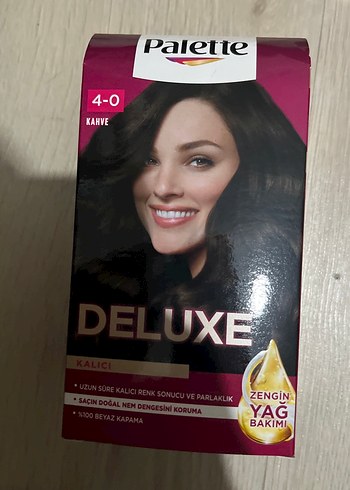 Palette
4-0
KAHVE
DELUXE
KALICI
• UZUN SÜRE KALICI RENK SONUCU VE PARLAKLIK
• SAÇIN DOĞAL NEM DENGESİNİ KORUMA
• %100 BEYAZ KAPAMA
ZENGİN
YAĞ
BAKIMI